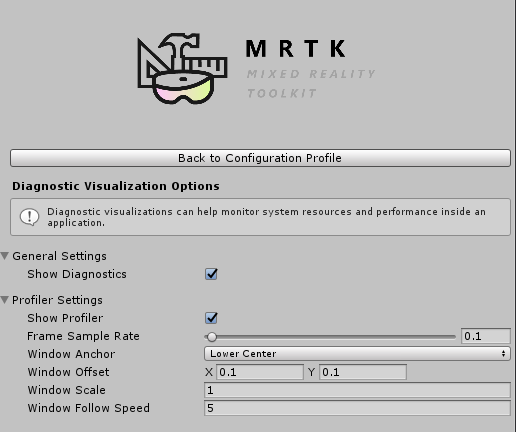 MRTK
MIXED REALITY
TOOLKIT
Back to Configuration Profile
Diagnostic Visualization Options
Diagnostic visualizations can help monitor system resources and performance inside an
application.
General Settings
Show Diagnostics
Profiler Settings
Show Profiler
Frame Sample Rate 0.1
Window Anchor Lower Center
Window Offset X 0.1 Y 0.1
Window Scale 1
Window Follow Speed 5